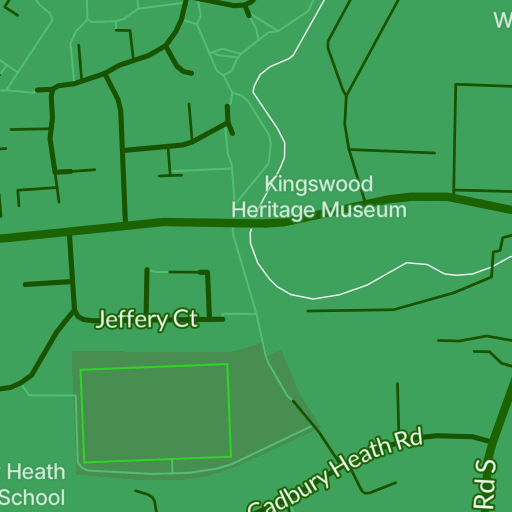 W
Kingswood
Heritage Museum
Jeffery Ct
Cadbury Heath Rd
Heath
School
Rd S